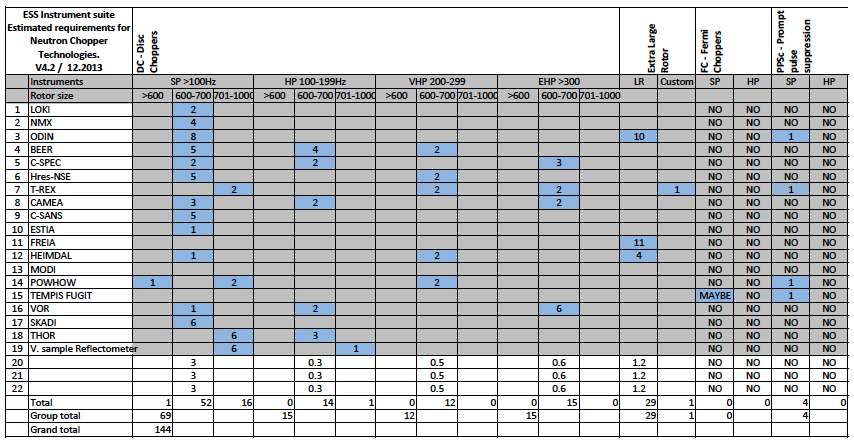 ESS Instrument suite
Estimated requirements for
Neutron Chopper
Technologies.
V4.2 / 12.2013
DC - Disc
Choppers
Extra Large
Rotor
FC - Fermi
Choppers
PPSc - Prompt
pulse
suppression
Instruments SP >100Hz HP 100-199Hz VHP 200-299 EHP >300 LR Custom SP HP SP HP
Rotor size >600 600-700 701-1000 >600 600-700 701-1000 >600 600-700 701-1000 >600 600-700 701-1000
1 LOKI 2 NO NO NO NO
2 NMX 4 NO NO NO NO
3 ODIN 8 10 NO NO 1 NO
4 BEER 5 4 2 NO NO NO NO
5 C-SPEC 2 2 3 NO NO NO NO
6 Hres-NSE 5 2 NO NO NO NO
7 T-REX 2 2 2 1 NO NO 1 NO
8 CAMEA 3 2 2 NO NO NO NO
9 C-SANS 5 NO NO NO NO
10 ESTIA 1 NO NO NO NO
11 FREIA 11 NO NO NO NO
12 HEIMDAL 1 2 4 NO NO NO NO
13 MODI NO NO NO NO
14 POWHOW 1 2 2 NO NO 1 NO
15 TEMPIS FUGIT MAYBE NO 1 NO
16 VOR 1 2 6 NO NO NO NO
17 SKADI 6 NO NO NO NO
18 THOR 6 3 NO NO NO NO
19 V. sample Reflectometer 6 1 NO NO NO NO
20 3 0.3 0.5 0.6 1.2 NO NO NO NO
21 3 0.3 0.5 0.6 1.2 NO NO NO NO
22 3 0.3 0.5 0.6 1.2 NO NO NO NO
Total 1 52 16 0 14 1 0 12 0 0 15 0 29 1 0 0 4 0
Group total 69 15 12 15 29 1 0 4
Grand total 144